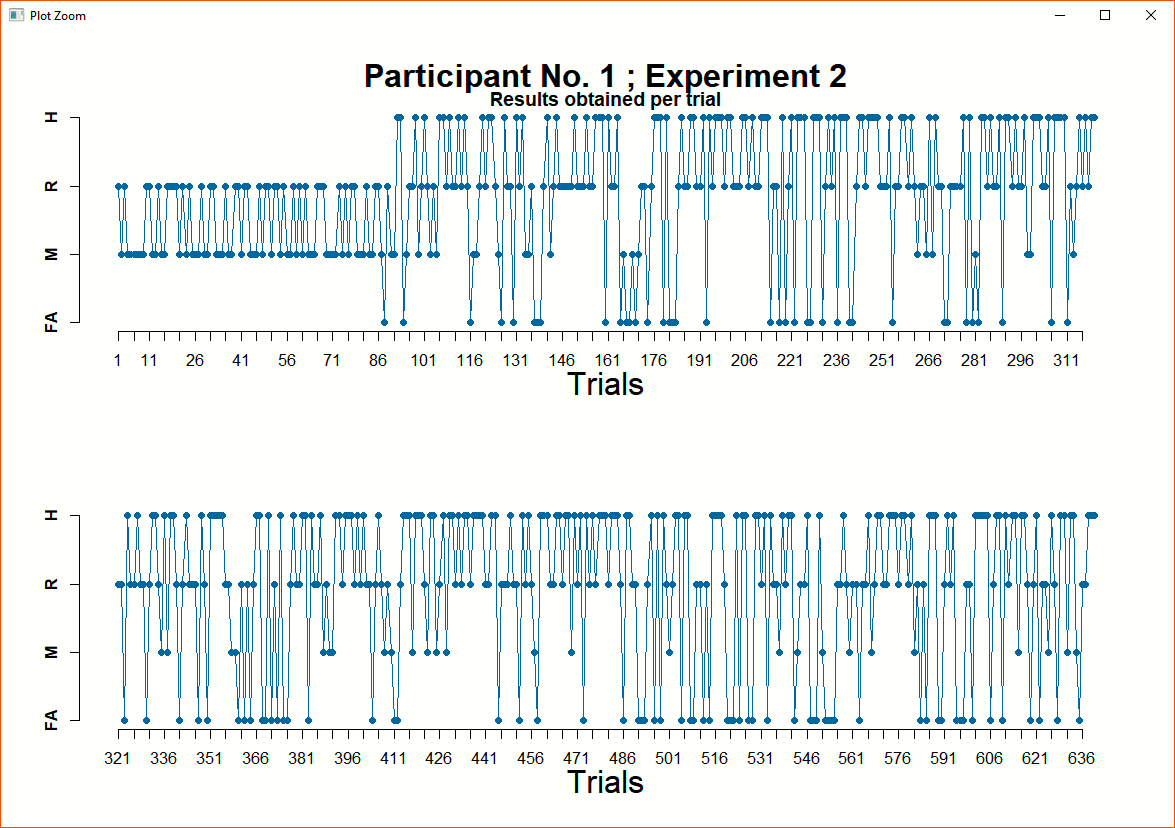 Plot Zoom
Participant No. 1 ; Experiment 2
Results obtained per trial
H
R
M
FA
1 11 26 41 56 71 86 101 116 131 146 161 176 191 206 221 236 251 266 281 296 311
Trials
H
R
M
FA
321 336 351 366 381 396 411 426 441 456 471 486 501 516 531 546 561 576 591 606 621 636
Trials